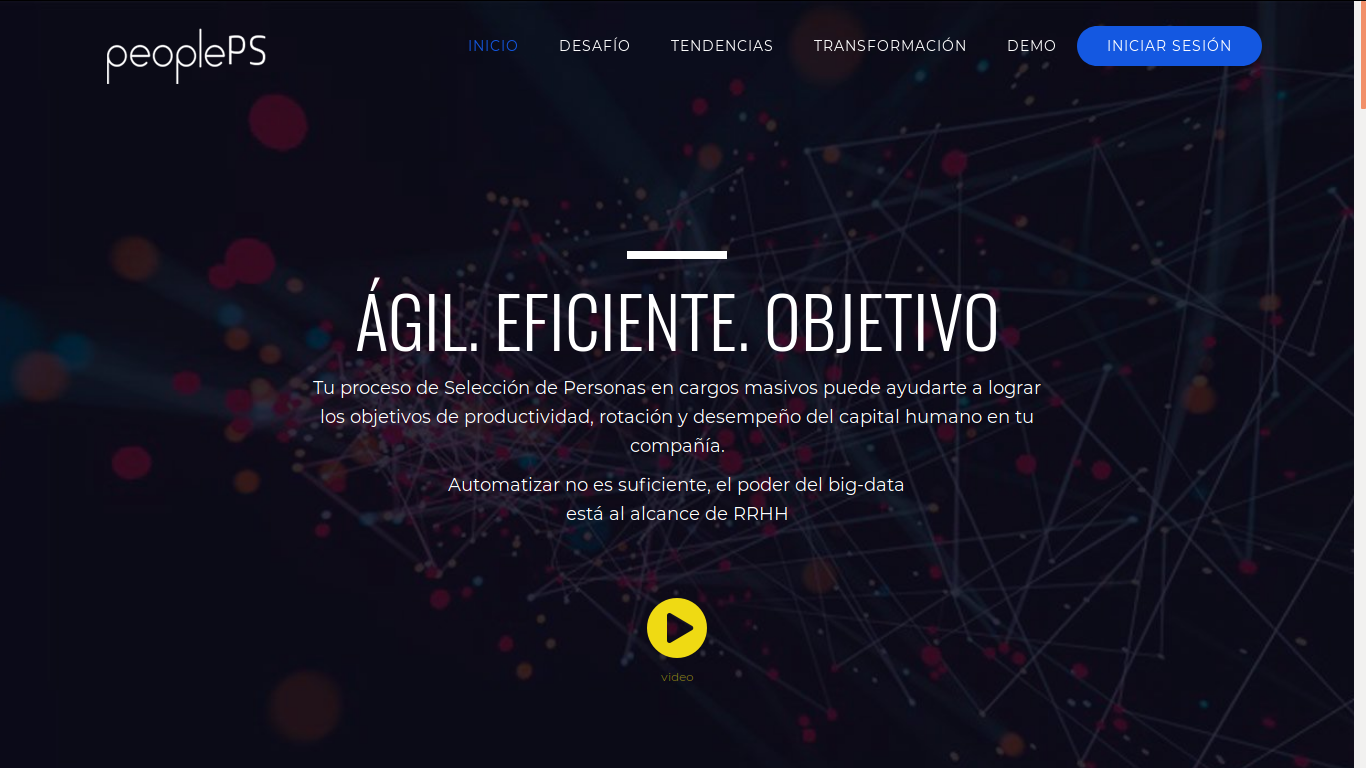 peoplePS
INICIO
DESAFÍO
TENDENCIAS
TRANSFORMACIÓN
DEMO
INICIAR SESIÓN
ÁGIL. EFICIENTE. OBJETIVO
Tu proceso de Selección de Personas en cargos masivos puede ayudarte a lograr
los objetivos de productividad, rotación y desempeño del capital humano en tu
compañía.
Automatizar no es suficiente, el poder del big-data
está al alcance de RRHH
video